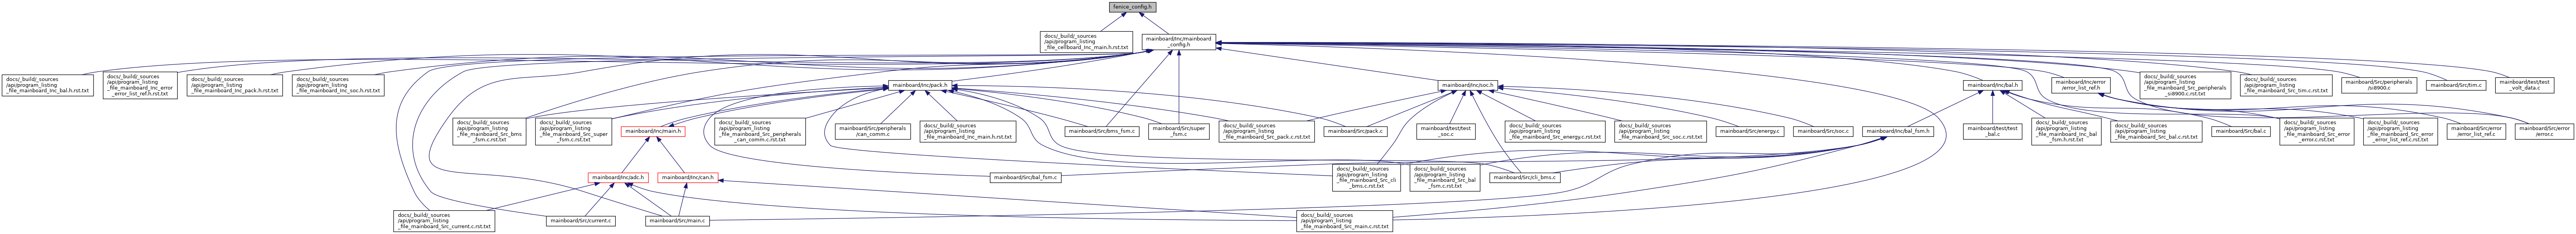 fenice_config.h
docs/_build/_sources
/api/program_listing
_file_cellboard_Inc_main.h.rst.txt
mainboard/Inc/mainboard
_config.h
docs/_build/_sources
/api/program_listing
_file_mainboard_Inc_bal.h.rst.txt
docs/_build/_sources
/api/program_listing
_file_mainboard_Inc_error
_error_list_ref.h.rst.txt
docs/_build/_sources
/api/program_listing
_file_mainboard_Inc_pack.h.rst.txt
docs/_build/_sources
/api/program_listing
_file_mainboard_Inc_soc.h.rst.txt
mainboard/Inc/pack.h
mainboard/Inc/soc.h
mainboard/Inc/bal.h
mainboard/Inc/error
/error_list_ref.h
docs/_build/_sources
/api/program_listing
_file_mainboard_Src_peripherals
_si8900.c.rst.txt
docs/_build/_sources
/api/program_listing
_file_mainboard_Src_tim.c.rst.txt
mainboard/Src/peripherals
/si8900.c
mainboard/Src/tim.c
mainboard/test/test
_volt_data.c
docs/_build/_sources
/api/program_listing
_file_mainboard_Src_bms
_fsm.c.rst.txt
docs/_build/_sources
/api/program_listing
_file_mainboard_Src_super
_fsm.c.rst.txt
mainboard/Inc/main.h
docs/_build/_sources
/api/program_listing
_file_mainboard_Src_peripherals
_can_comm.c.rst.txt
mainboard/Src/peripherals
/can_comm.c
docs/_build/_sources
/api/program_listing
_file_mainboard_Inc_main.h.rst.txt
mainboard/Src/bms_fsm.c
mainboard/Src/super
_fsm.c
docs/_build/_sources
/api/program_listing
_file_mainboard_Src_pack.c.rst.txt
mainboard/Src/pack.c
mainboard/test/test
_soc.c
docs/_build/_sources
/api/program_listing
_file_mainboard_Src_energy.c.rst.txt
docs/_build/_sources
/api/program_listing
_file_mainboard_Src_soc.c.rst.txt
mainboard/Src/energy.c
mainboard/Src/soc.c
mainboard/Inc/bal_fsm.h
mainboard/test/test
_bal.c
docs/_build/_sources
/api/program_listing
_file_mainboard_Inc_bal
_fsm.h.rst.txt
docs/_build/_sources
/api/program_listing
_file_mainboard_Src_bal.c.rst.txt
mainboard/Src/bal.c
docs/_build/_sources
/api/program_listing
_file_mainboard_Src_error
_error.c.rst.txt
docs/_build/_sources
/api/program_listing
_file_mainboard_Src_error
_error_list_ref.c.rst.txt
mainboard/Src/error
/error_list_ref.c
mainboard/Src/error
/error.c
mainboard/Inc/adc.h
mainboard/Inc/can.h
mainboard/Src/bal_fsm.c
docs/_build/_sources
/api/program_listing
_file_mainboard_Src_cli
_bms.c.rst.txt
docs/_build/_sources
/api/program_listing
_file_mainboard_Src_bal
_fsm.c.rst.txt
mainboard/Src/cli_bms.c
docs/_build/_sources
/api/program_listing
_file_mainboard_Src_current.c.rst.txt
mainboard/Src/current.c
mainboard/Src/main.c
docs/_build/_sources
/api/program_listing
_file_mainboard_Src_main.c.rst.txt